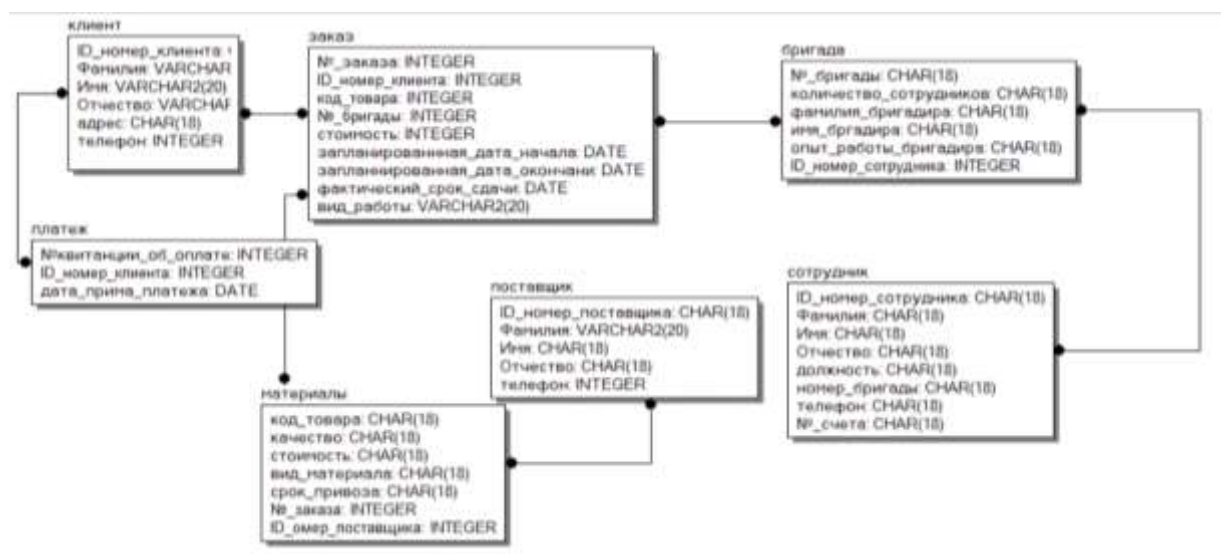 клиент
ID_номер_клиента:
Фамилия: VARCHAR
Имя: VARCHAR2(20)
Отчество: VARCHAR
адрес: CHAR(18)
телефон: INTEGER
заказ
№_заказа: INTEGER
ID_номер_клиента: INTEGER
код_товара: INTEGER
№_бригады: INTEGER
стоимость: INTEGER
запланированнная_дата_начала: DATE
запланнированная_дата_окончани: DATE
фактический_срок_сдачи: DATE
вид_работы: VARCHAR2(20)
бригада
№_бригады: CHAR(18)
количество_сотрудников: CHAR(18)
фамилия_бригадира: CHAR(18)
имя_бргадира: CHAR(18)
опыт_работы_бригадира: CHAR(18)
ID_номер_сотрудника: INTEGER
платеж
№квитанции_об_оплате: INTEGER
ID_номер_клиента: INTEGER
дата_прима_платежа: DATE
поставщик
ID_номер_поставщика: CHAR(18)
Фамилия: VARCHAR2(20)
Имя: CHAR(18)
Отчество: CHAR(18)
телефон: INTEGER
сотрудник
ID_номер_сотрудника: CHAR(18)
Фамилия: CHAR(18)
Имя: CHAR(18)
Отчество: CHAR(18)
должность: CHAR(18)
номер_бригады: CHAR(18)
телефон: CHAR(18)
№_счета: CHAR(18)
материалы
код_товара: CHAR(18)
качество: CHAR(18)
стоимость: CHAR(18)
вид_материала: CHAR(18)
срок_привоза: CHAR(18)
№_заказа: INTEGER
ID_омер_поставщика: INTEGER